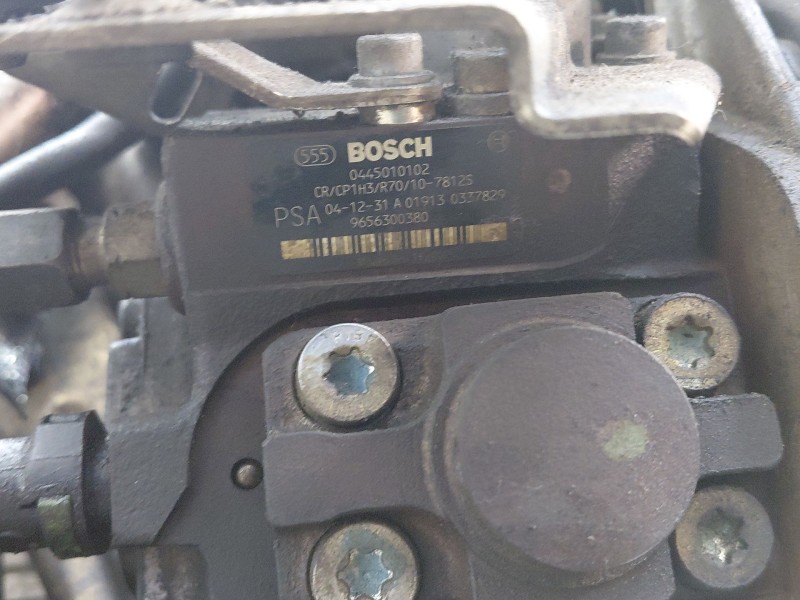 555 BOSCH
0445010102
CR/CP1H3/R70/10-7812S
PSA 04-12-31 A 01913 0337829
9656300380